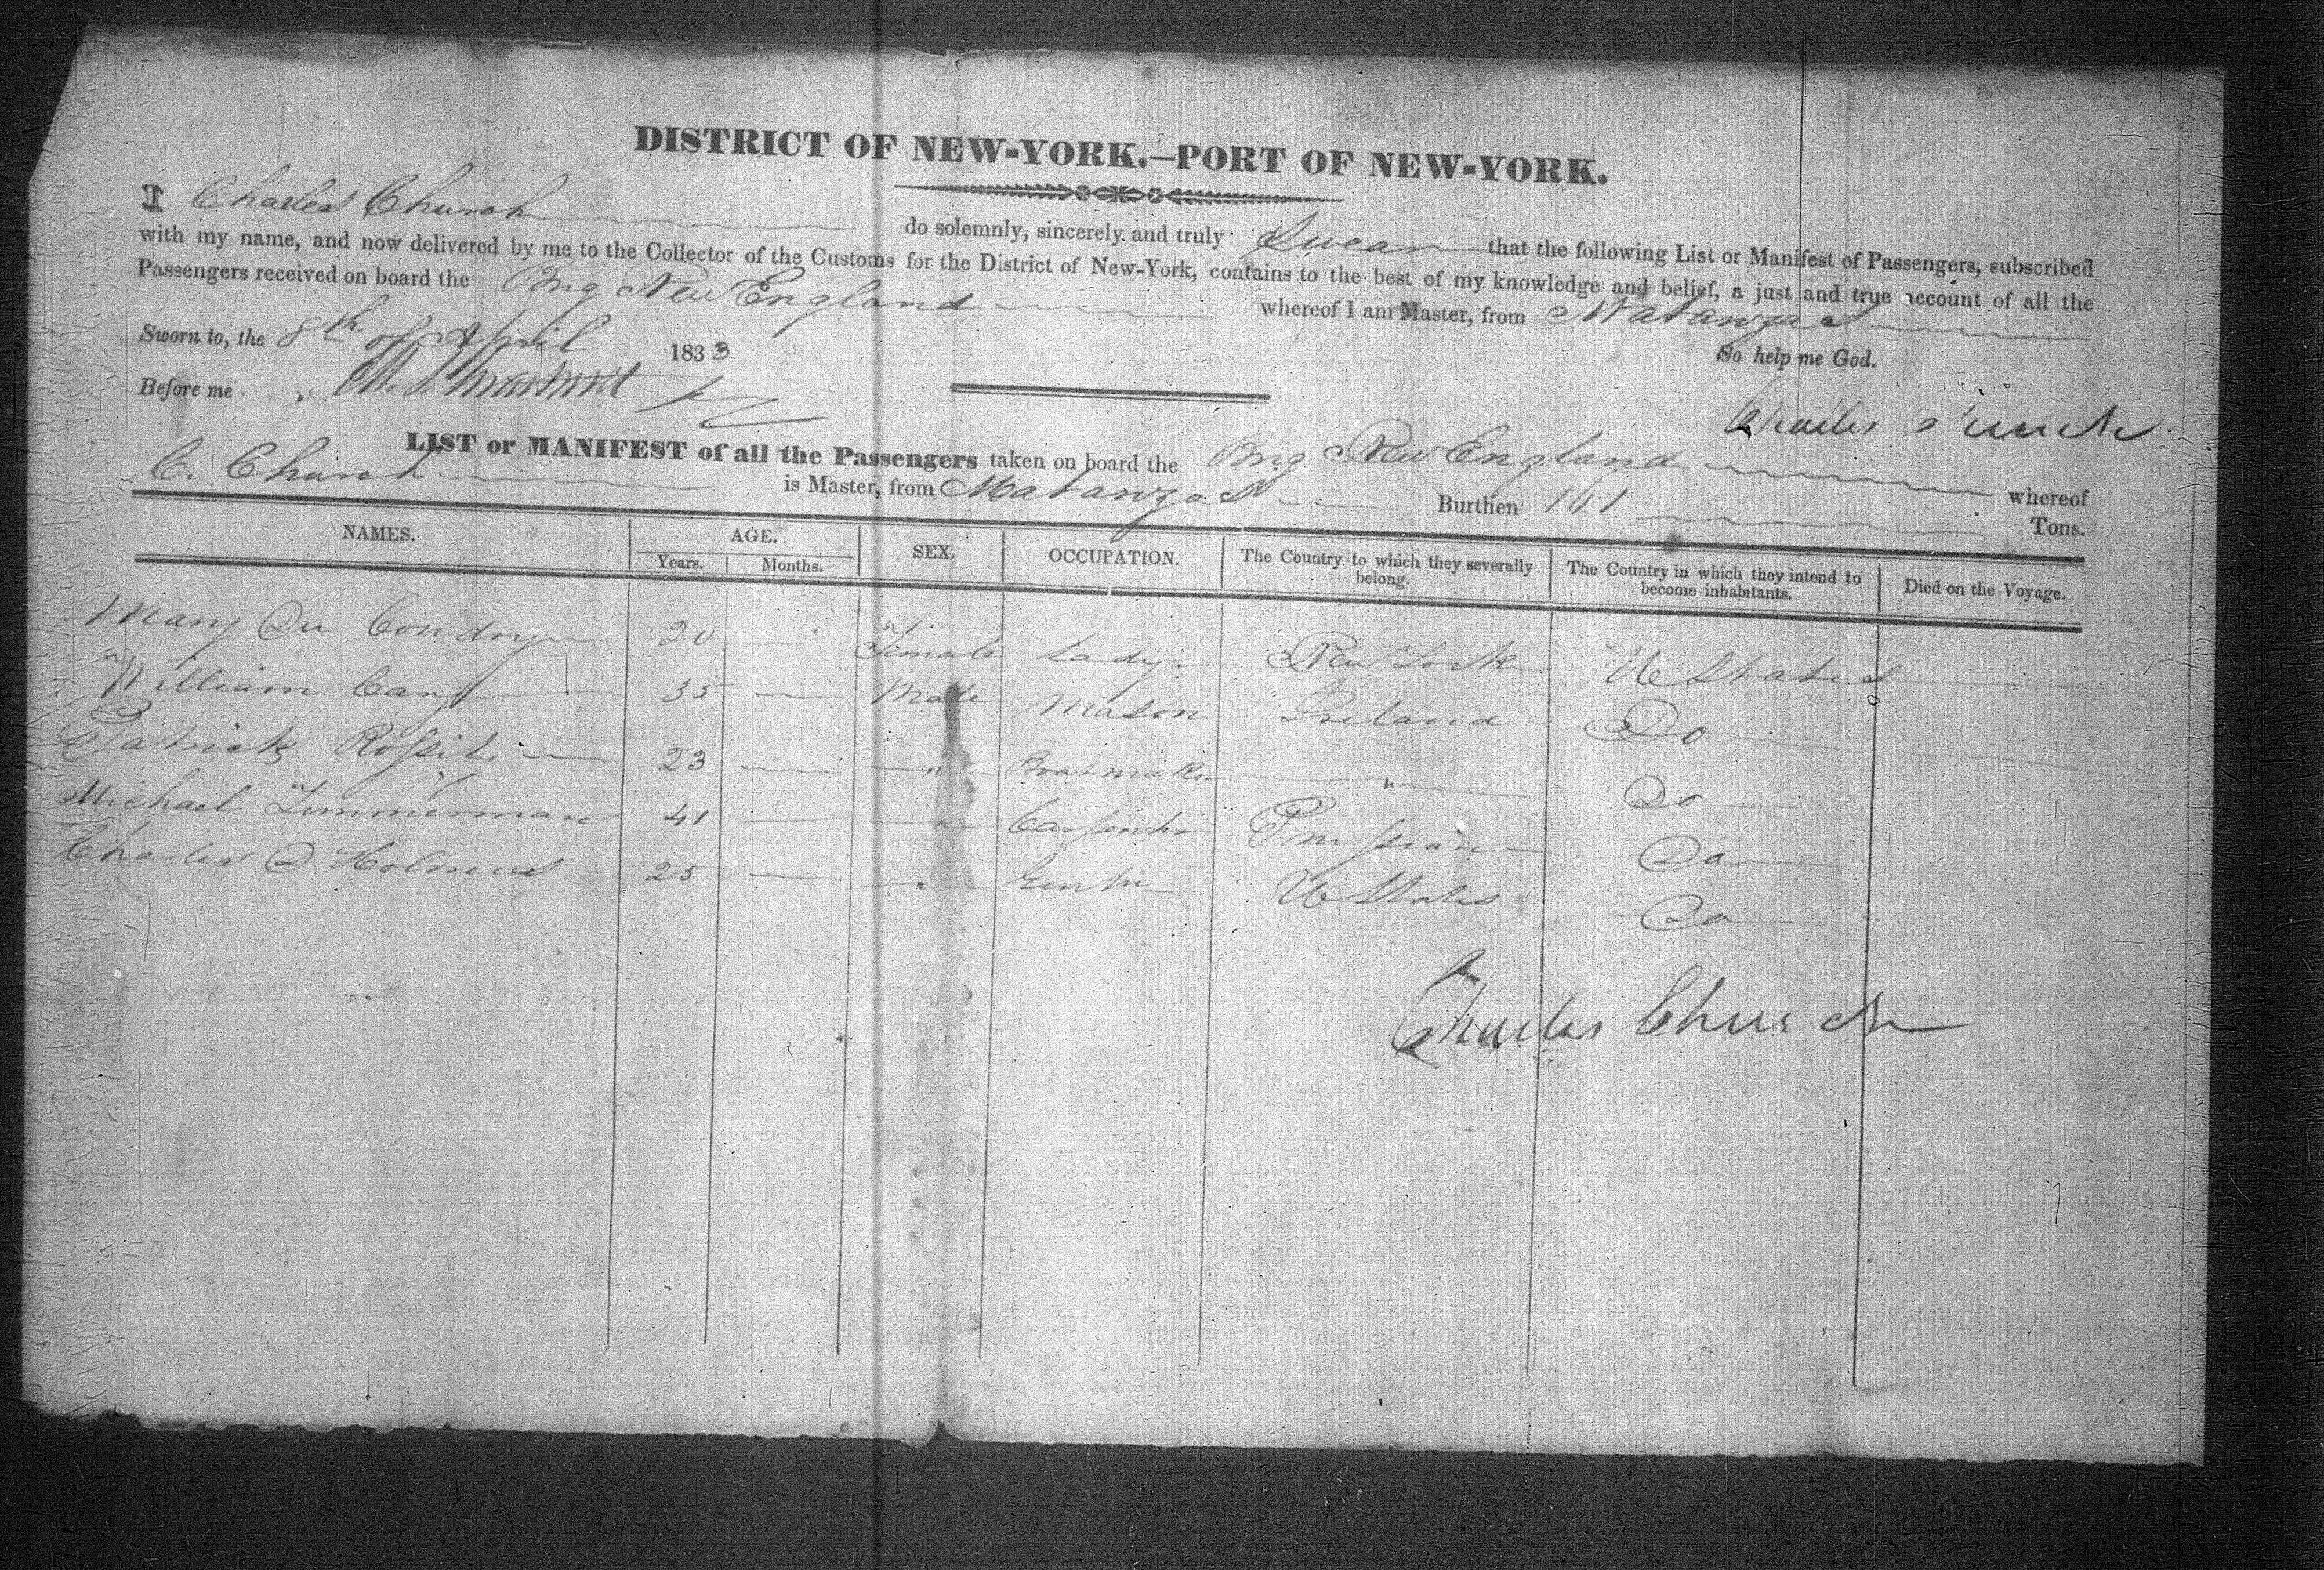 DISTRICT OF NEW-YORK.—PORT OF NEW-YORK.
I Charles Church do solemnly, sincerely and truly Swear that the following List or Manifest of Passengers, subscribed
with my name, and now delivered by me to the Collector of the Customs for the District of New-York, contains to the best of my knowledge and belief, a just and true account of all the
Passengers received on board the Brig New England whereof I am Master, from Matanzas
Sworn to, the 8th of April 1833 So help me God.
Before me
Charles Church
LIST or MANIFEST of all the Passengers taken on board the Brig New England whereof
C. Church is Master, from Matanzas Burthen 161 Tons.
NAMES. AGE. SEX. OCCUPATION. The Country to which they severally belong. The Country in which they intend to become inhabitants. Died on the Voyage.
Years. Months.
Mary Du Condry 20 Female Lady New York U States
William 35 Male Mason Ireland Do
Patrick 23 " " Do
Michael Zimmerman 41 " Carpenter Prussian Do
Charles D Holmes 25 " Gentn U States Do
Charles Church